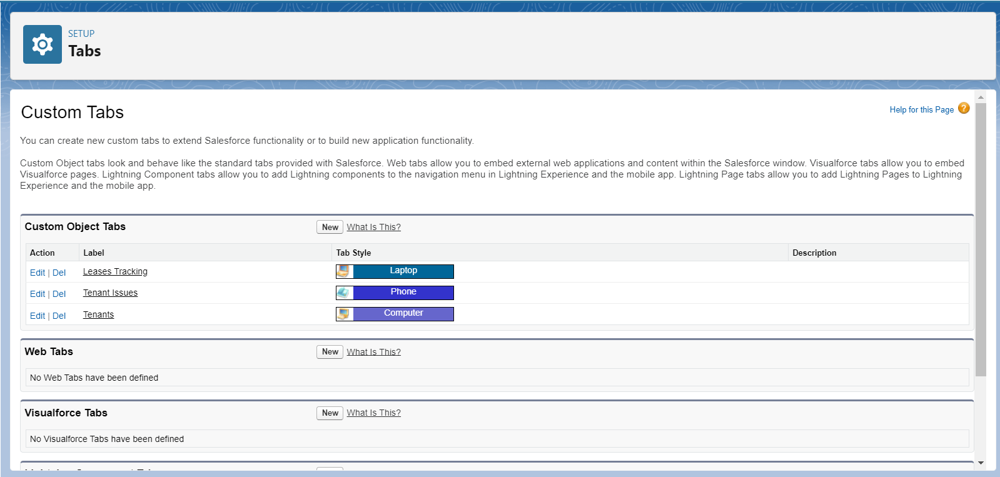 SETUP
Tabs
Custom Tabs
Help for this Page ?
You can create new custom tabs to extend Salesforce functionality or to build new application functionality.
Custom Object tabs look and behave like the standard tabs provided with Salesforce. Web tabs allow you to embed external web applications and content within the Salesforce window. Visualforce tabs allow you to embed
Visualforce pages. Lightning Component tabs allow you to add Lightning components to the navigation menu in Lightning Experience and the mobile app. Lightning Page tabs allow you to add Lightning Pages to Lightning
Experience and the mobile app.
Custom Object Tabs New What Is This?
Action Label Tab Style Description
Edit | Del Leases Tracking Laptop
Edit | Del Tenant Issues Phone
Edit | Del Tenants Computer
Web Tabs New What Is This?
No Web Tabs have been defined
Visualforce Tabs New What Is This?
No Visualforce Tabs have been defined